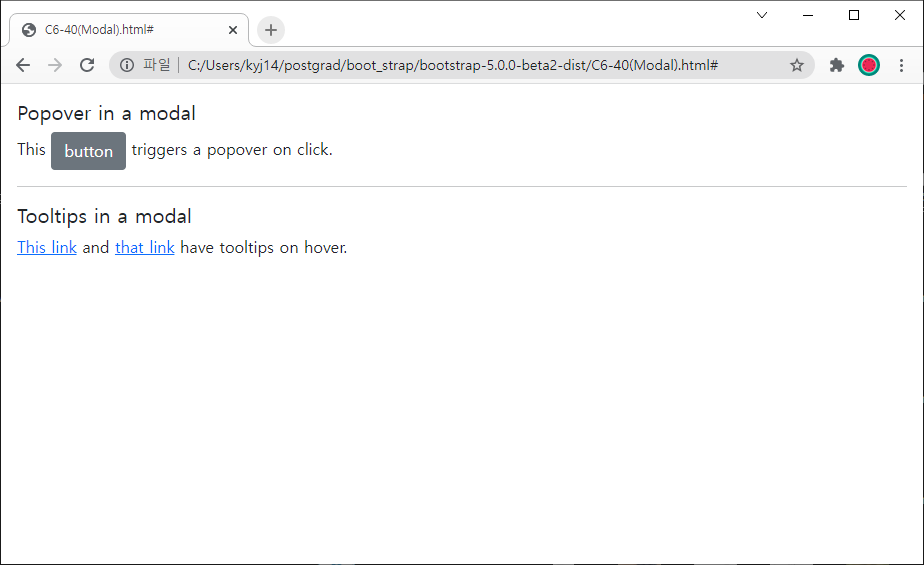 C6-40(Modal).html#
파일 C:/Users/kyj14/postgrad/boot_strap/bootstrap-5.0.0-beta2-dist/C6-40(Modal).html#
Popover in a modal
This button triggers a popover on click.
Tooltips in a modal
This link and that link have tooltips on hover.